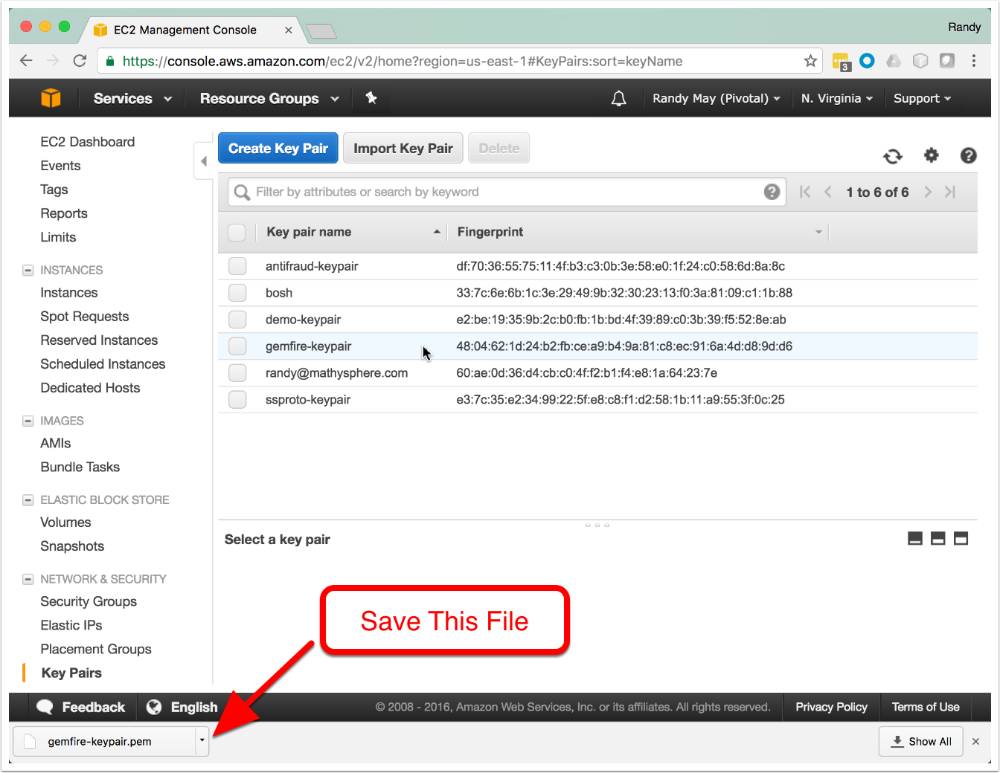 EC2 Management Console
Randy
https://console.aws.amazon.com/ec2/v2/home?region=us-east-1#KeyPairs:sort=keyName
3
Services
Resource Groups
Randy May (Pivotal)
N. Virginia
Support
EC2 Dashboard
Events
Tags
Reports
Limits
INSTANCES
Instances
Spot Requests
Reserved Instances
Scheduled Instances
Dedicated Hosts
IMAGES
AMIs
Bundle Tasks
ELASTIC BLOCK STORE
Volumes
Snapshots
NETWORK & SECURITY
Security Groups
Elastic IPs
Placement Groups
Key Pairs
Create Key Pair
Import Key Pair
Delete
Filter by attributes or search by keyword
1 to 6 of 6
Key pair name
Fingerprint
antifraud-keypair df:70:36:55:75:11:4f:b3:c3:0b:3e:58:e0:1f:24:c0:58:6d:8a:8c
bosh 33:7c:6e:6b:1c:3e:29:49:9b:32:30:23:13:f0:3a:81:09:c1:1b:88
demo-keypair e2:be:19:35:9b:2c:b0:fb:1b:bd:4f:39:89:c0:3b:39:f5:52:8e:ab
gemfire-keypair 48:04:62:1d:24:b2:fb:ce:a9:b4:9a:81:c8:ec:91:6a:4d:d8:9d:d6
randy@mathysphere.com 60:ae:0d:36:d4:cb:c0:4f:f2:b1:f4:e8:1a:64:23:7e
ssproto-keypair e3:7c:35:e2:34:99:22:5f:e8:c8:f1:d2:58:1b:11:a9:55:3f:0c:25
Select a key pair
Save This File
Feedback
English
© 2008 - 2016, Amazon Web Services, Inc. or its affiliates. All rights reserved.
Privacy Policy
Terms of Use
gemfire-keypair.pem
Show All